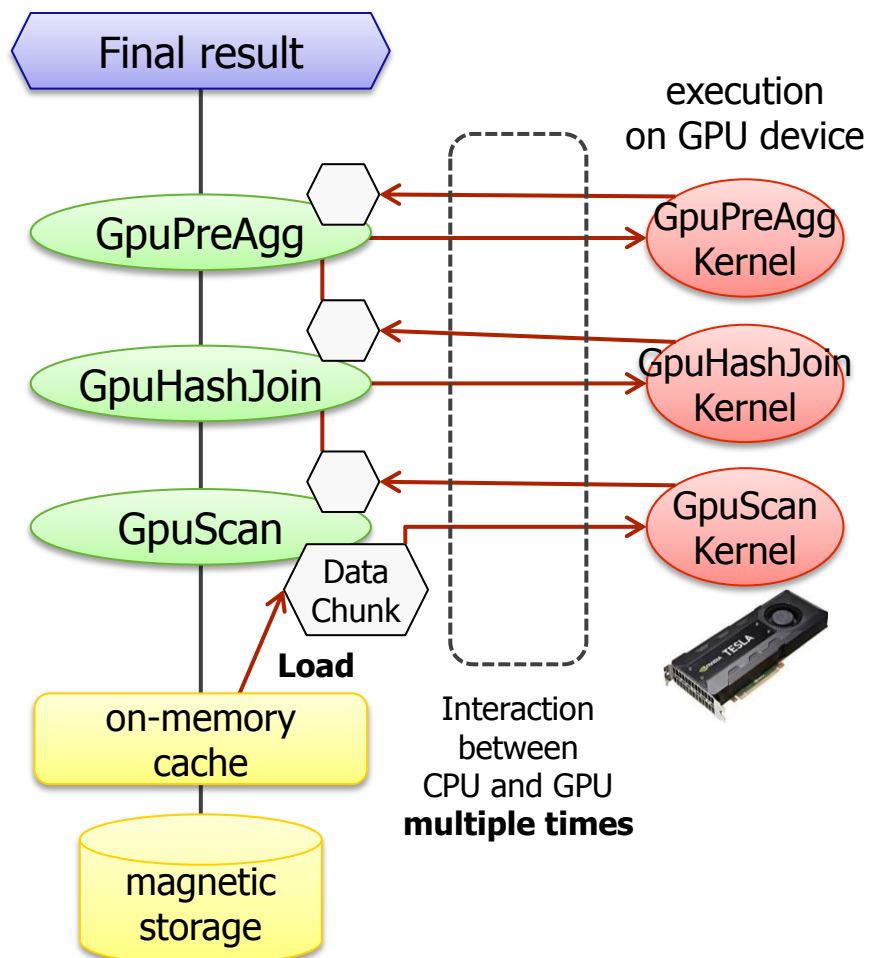 Final result
execution
on GPU device
GpuPreAgg
GpuPreAgg
Kernel
GpuHashJoin
GpuHashJoin
Kernel
GpuScan
GpuScan
Kernel
Data
Chunk
Load
TESLA
on-memory
cache
Interaction
between
CPU and GPU
multiple times
magnetic
storage